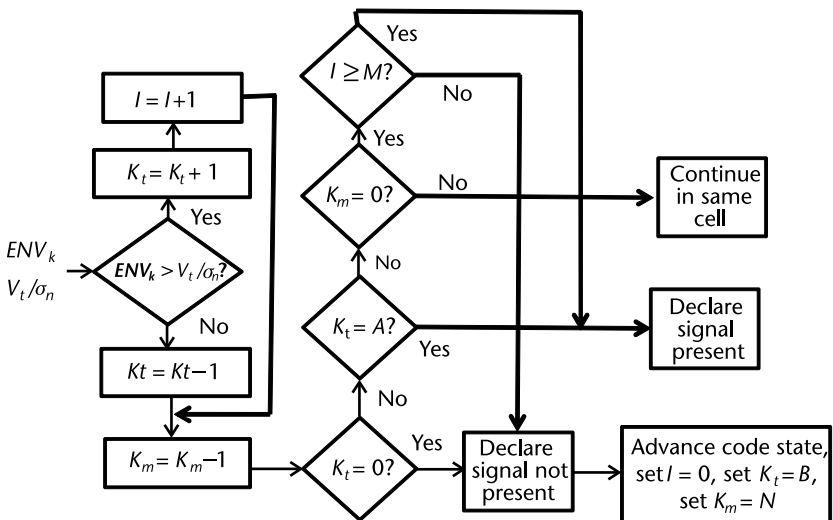 Yes
I ≥ M?
No
I = I+1
Yes
K_t = K_t + 1
K_m = 0?
No
Continue
in same
cell
Yes
ENV_k
V_t/σ_n
ENV_k > V_t/σ_n?
No
K_t = A?
Yes
Declare
signal
present
No
Kt = Kt−1
No
K_m = K_m−1
K_t = 0?
Yes
Declare
signal not
present
Advance code state,
set I = 0, set K_t = B,
set K_m = N